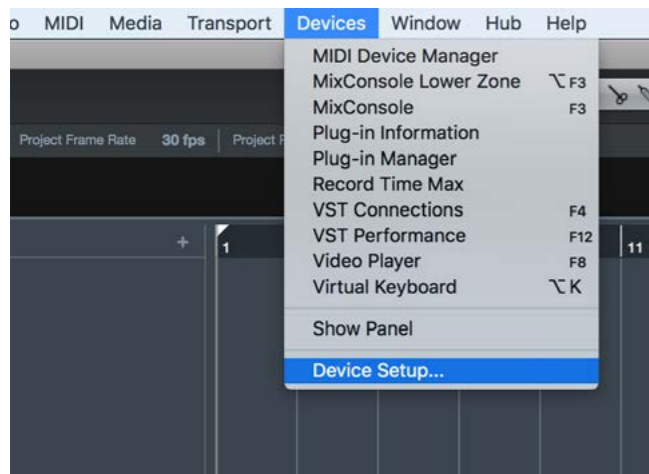 MIDI Media Transport Devices Window Hub Help
MIDI Device Manager
MixConsole Lower Zone ⌥ F3
MixConsole F3
Project Frame Rate 30 fps Project
Plug-in Information
Plug-in Manager
Record Time Max
VST Connections F4
VST Performance F12
1 11
Video Player F8
Virtual Keyboard ⌥ K
Show Panel
Device Setup...